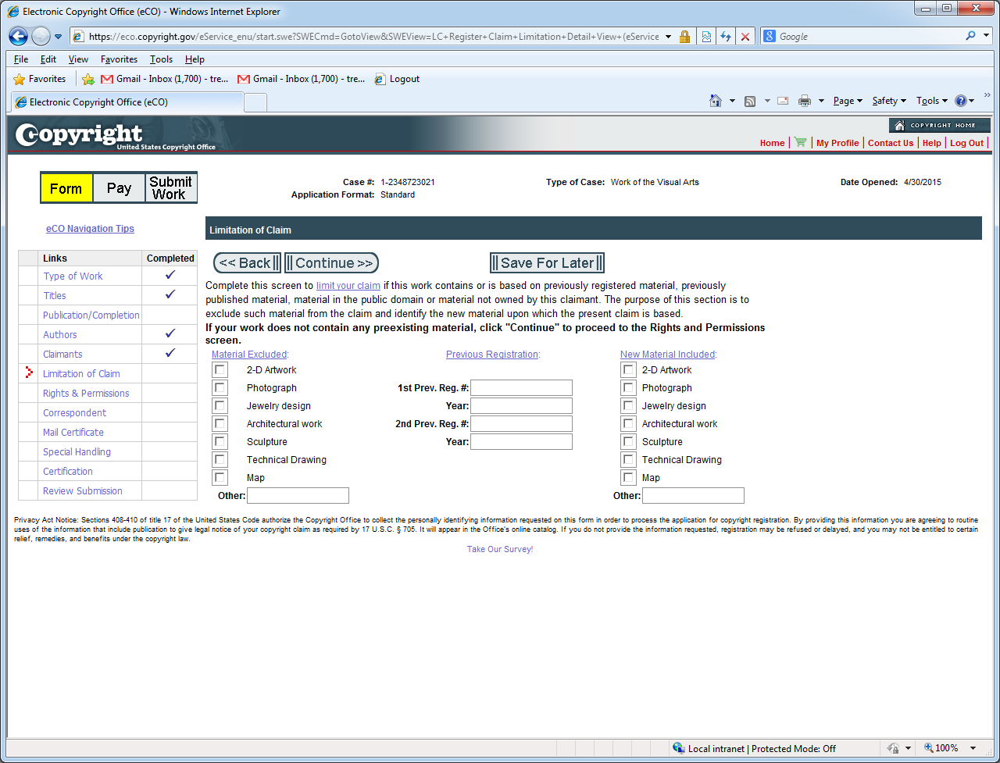 Electronic Copyright Office (eCO) - Windows Internet Explorer
https://eco.copyright.gov/eService_enu/start.swe?SWECmd=GotoView&SWEView=LC+Register+Claim+Limitation+Detail+View+(eService
Google
File Edit View Favorites Tools Help
Favorites Gmail - Inbox (1,700) - tre... Gmail - Inbox (1,700) - tre... Logout
Electronic Copyright Office (eCO)
Page Safety Tools
Copyright
United States Copyright Office
COPYRIGHT HOME
Home | | My Profile | Contact Us | Help | Log Out |
Form Pay Submit Work
Case #: 1-2348723021 Type of Case: Work of the Visual Arts Date Opened: 4/30/2015
Application Format: Standard
eCO Navigation Tips
Limitation of Claim
Links Completed
Type of Work
Titles
Publication/Completion
Authors
Claimants
Limitation of Claim
Rights & Permissions
Correspondent
Mail Certificate
Special Handling
Certification
Review Submission
<< Back Continue >> Save For Later
Complete this screen to limit your claim if this work contains or is based on previously registered material, previously
published material, material in the public domain or material not owned by this claimant. The purpose of this section is to
exclude such material from the claim and identify the new material upon which the present claim is based.
If your work does not contain any preexisting material, click "Continue" to proceed to the Rights and Permissions
screen.
Material Excluded: Previous Registration: New Material Included:
2-D Artwork 2-D Artwork
Photograph 1st Prev. Reg. #: Photograph
Jewelry design Year: Jewelry design
Architectural work 2nd Prev. Reg. #: Architectural work
Sculpture Year: Sculpture
Technical Drawing Technical Drawing
Map Map
Other: Other:
Privacy Act Notice: Sections 408-410 of title 17 of the United States Code authorize the Copyright Office to collect the personally identifying information requested on this form in order to process the application for copyright registration. By providing this information you are agreeing to routine
uses of the information that include publication to give legal notice of your copyright claim as required by 17 U.S.C. § 705. It will appear in the Office's online catalog. If you do not provide the information requested, registration may be refused or delayed, and you may not be entitled to certain
relief, remedies, and benefits under the copyright law.
Take Our Survey!
Local intranet | Protected Mode: Off
100%